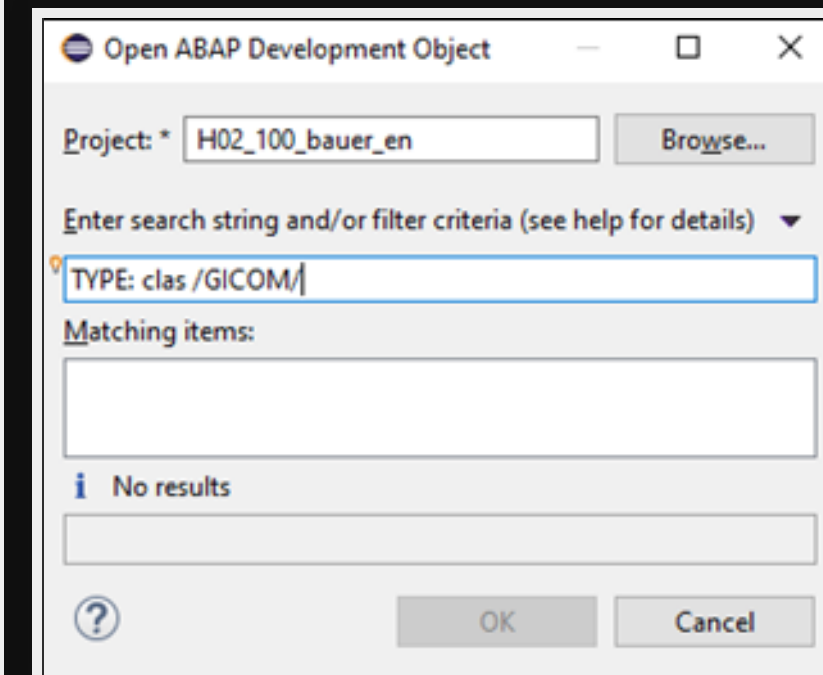 Open ABAP Development Object
Project: * H02_100_bauer_en Browse...
Enter search string and/or filter criteria (see help for details)
TYPE: clas /GICOM/
Matching items:
i No results
? OK Cancel